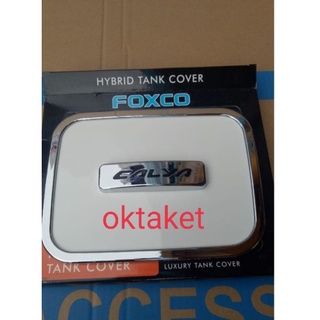 HYBRID TANK COVER
FOXCO
CALYA
oktaket
TANK COVER
LUXURY TANK COVER
CCESS